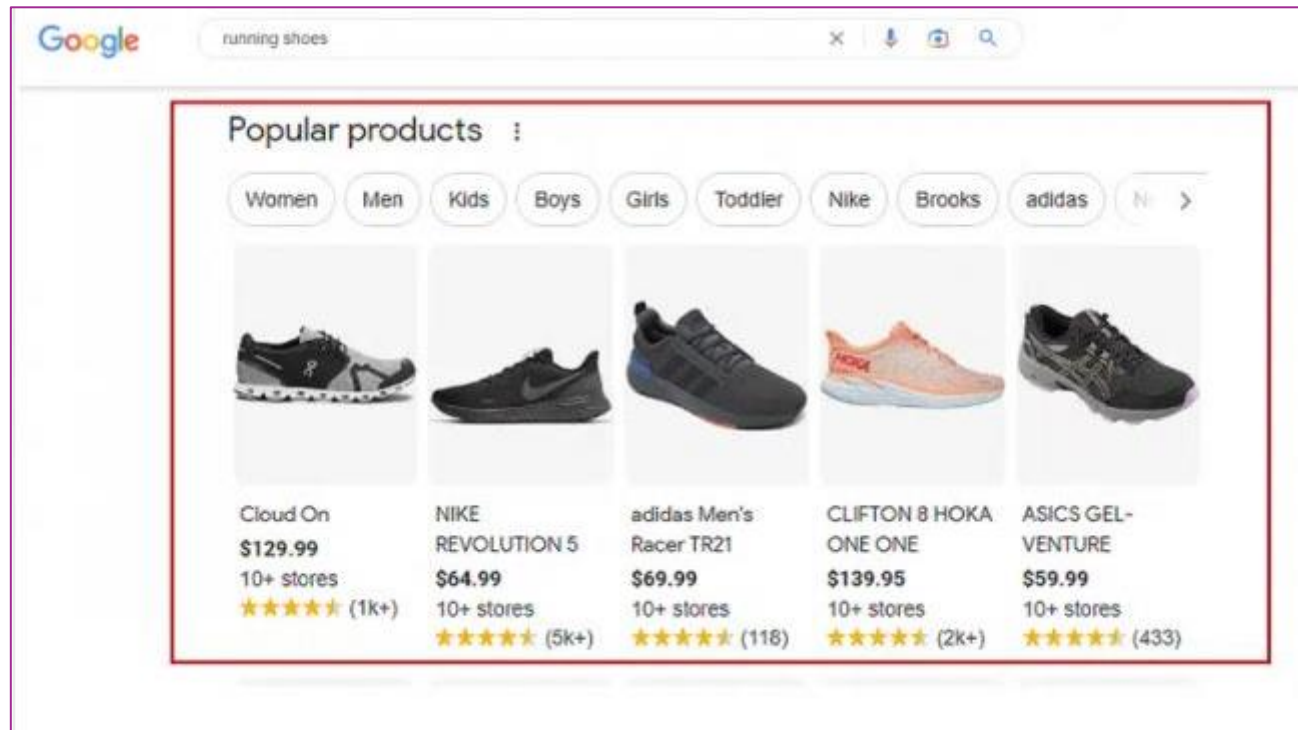 Google
running shoes
Popular products
Women Men Kids Boys Girls Toddler Nike Brooks adidas
HOKA
Cloud On
$129.99
10+ stores
(1k+)
NIKE
REVOLUTION 5
$64.99
10+ stores
(5k+)
adidas Men's
Racer TR21
$69.99
10+ stores
(118)
CLIFTON 8 HOKA
ONE ONE
$139.95
10+ stores
(2k+)
ASICS GEL-
VENTURE
$59.99
10+ stores
(433)